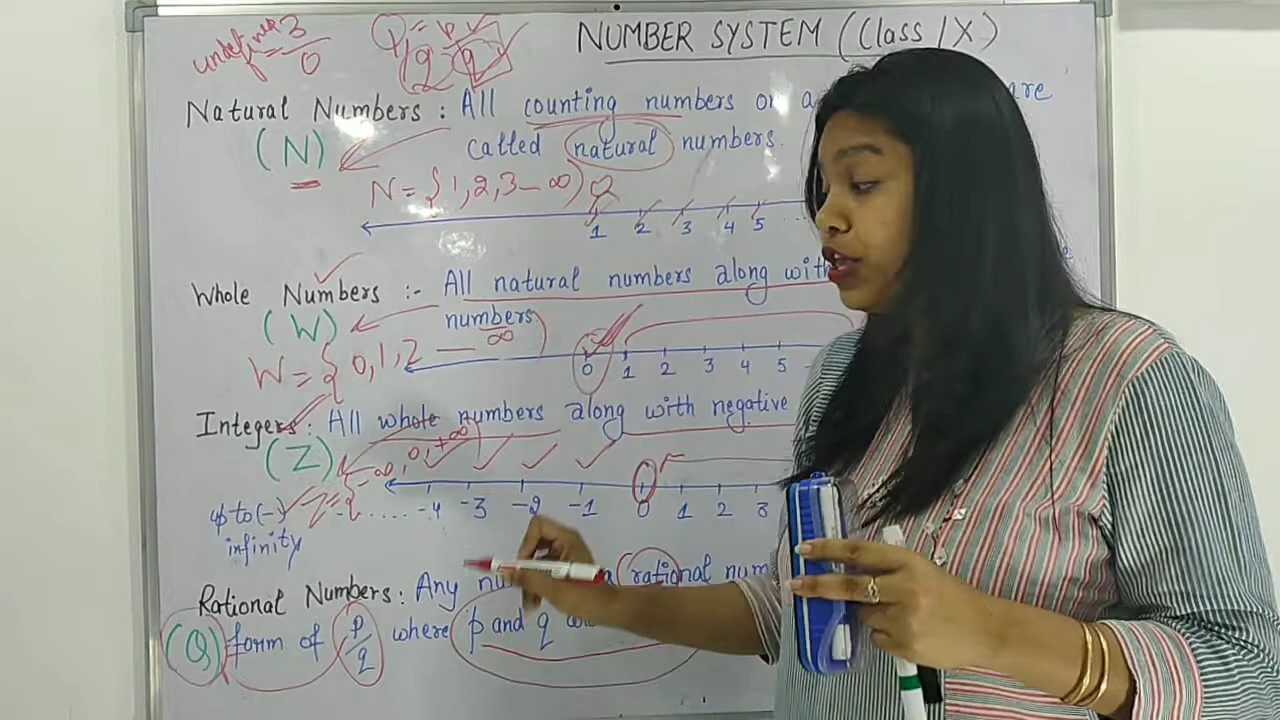 undefined = 3/0
Q = p/q
NUMBER SYSTEM (Class IX)
Natural Numbers : All counting numbers or a are
(N) called natural numbers.
N = {1, 2, 3 – ∞)
1 2 3 4 5 ...
Whole Numbers :- All natural numbers along with
(W) numbers
W = { 0, 1, 2 — ∞
0 1 2 3 4 5
Integers : All whole numbers along with negative
(Z) -∞, 0, +∞
upto (-) infinity ..... -4 -3 -2 -1 0 1 2 3
Rational Numbers : Any rational num
(Q) form of p/q where p and q